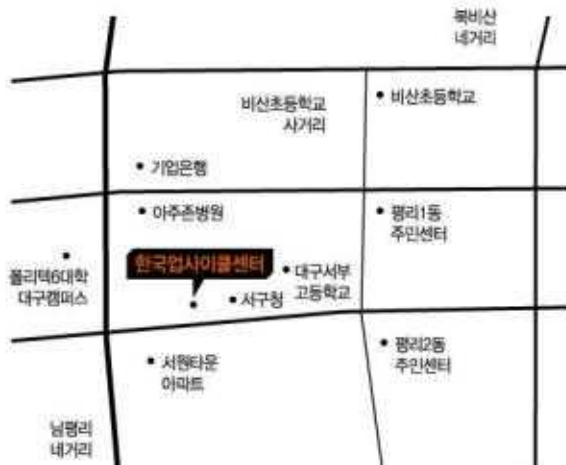 북비산
네거리
비산초등학교
사거리
비산초등학교
기업은행
아주존병원
평리1동
주민센터
한국업사이클센터
대구서부
고등학교
폴리텍6대학
대구캠퍼스
서구청
서원타운
아파트
평리2동
주민센터
남평리
네거리